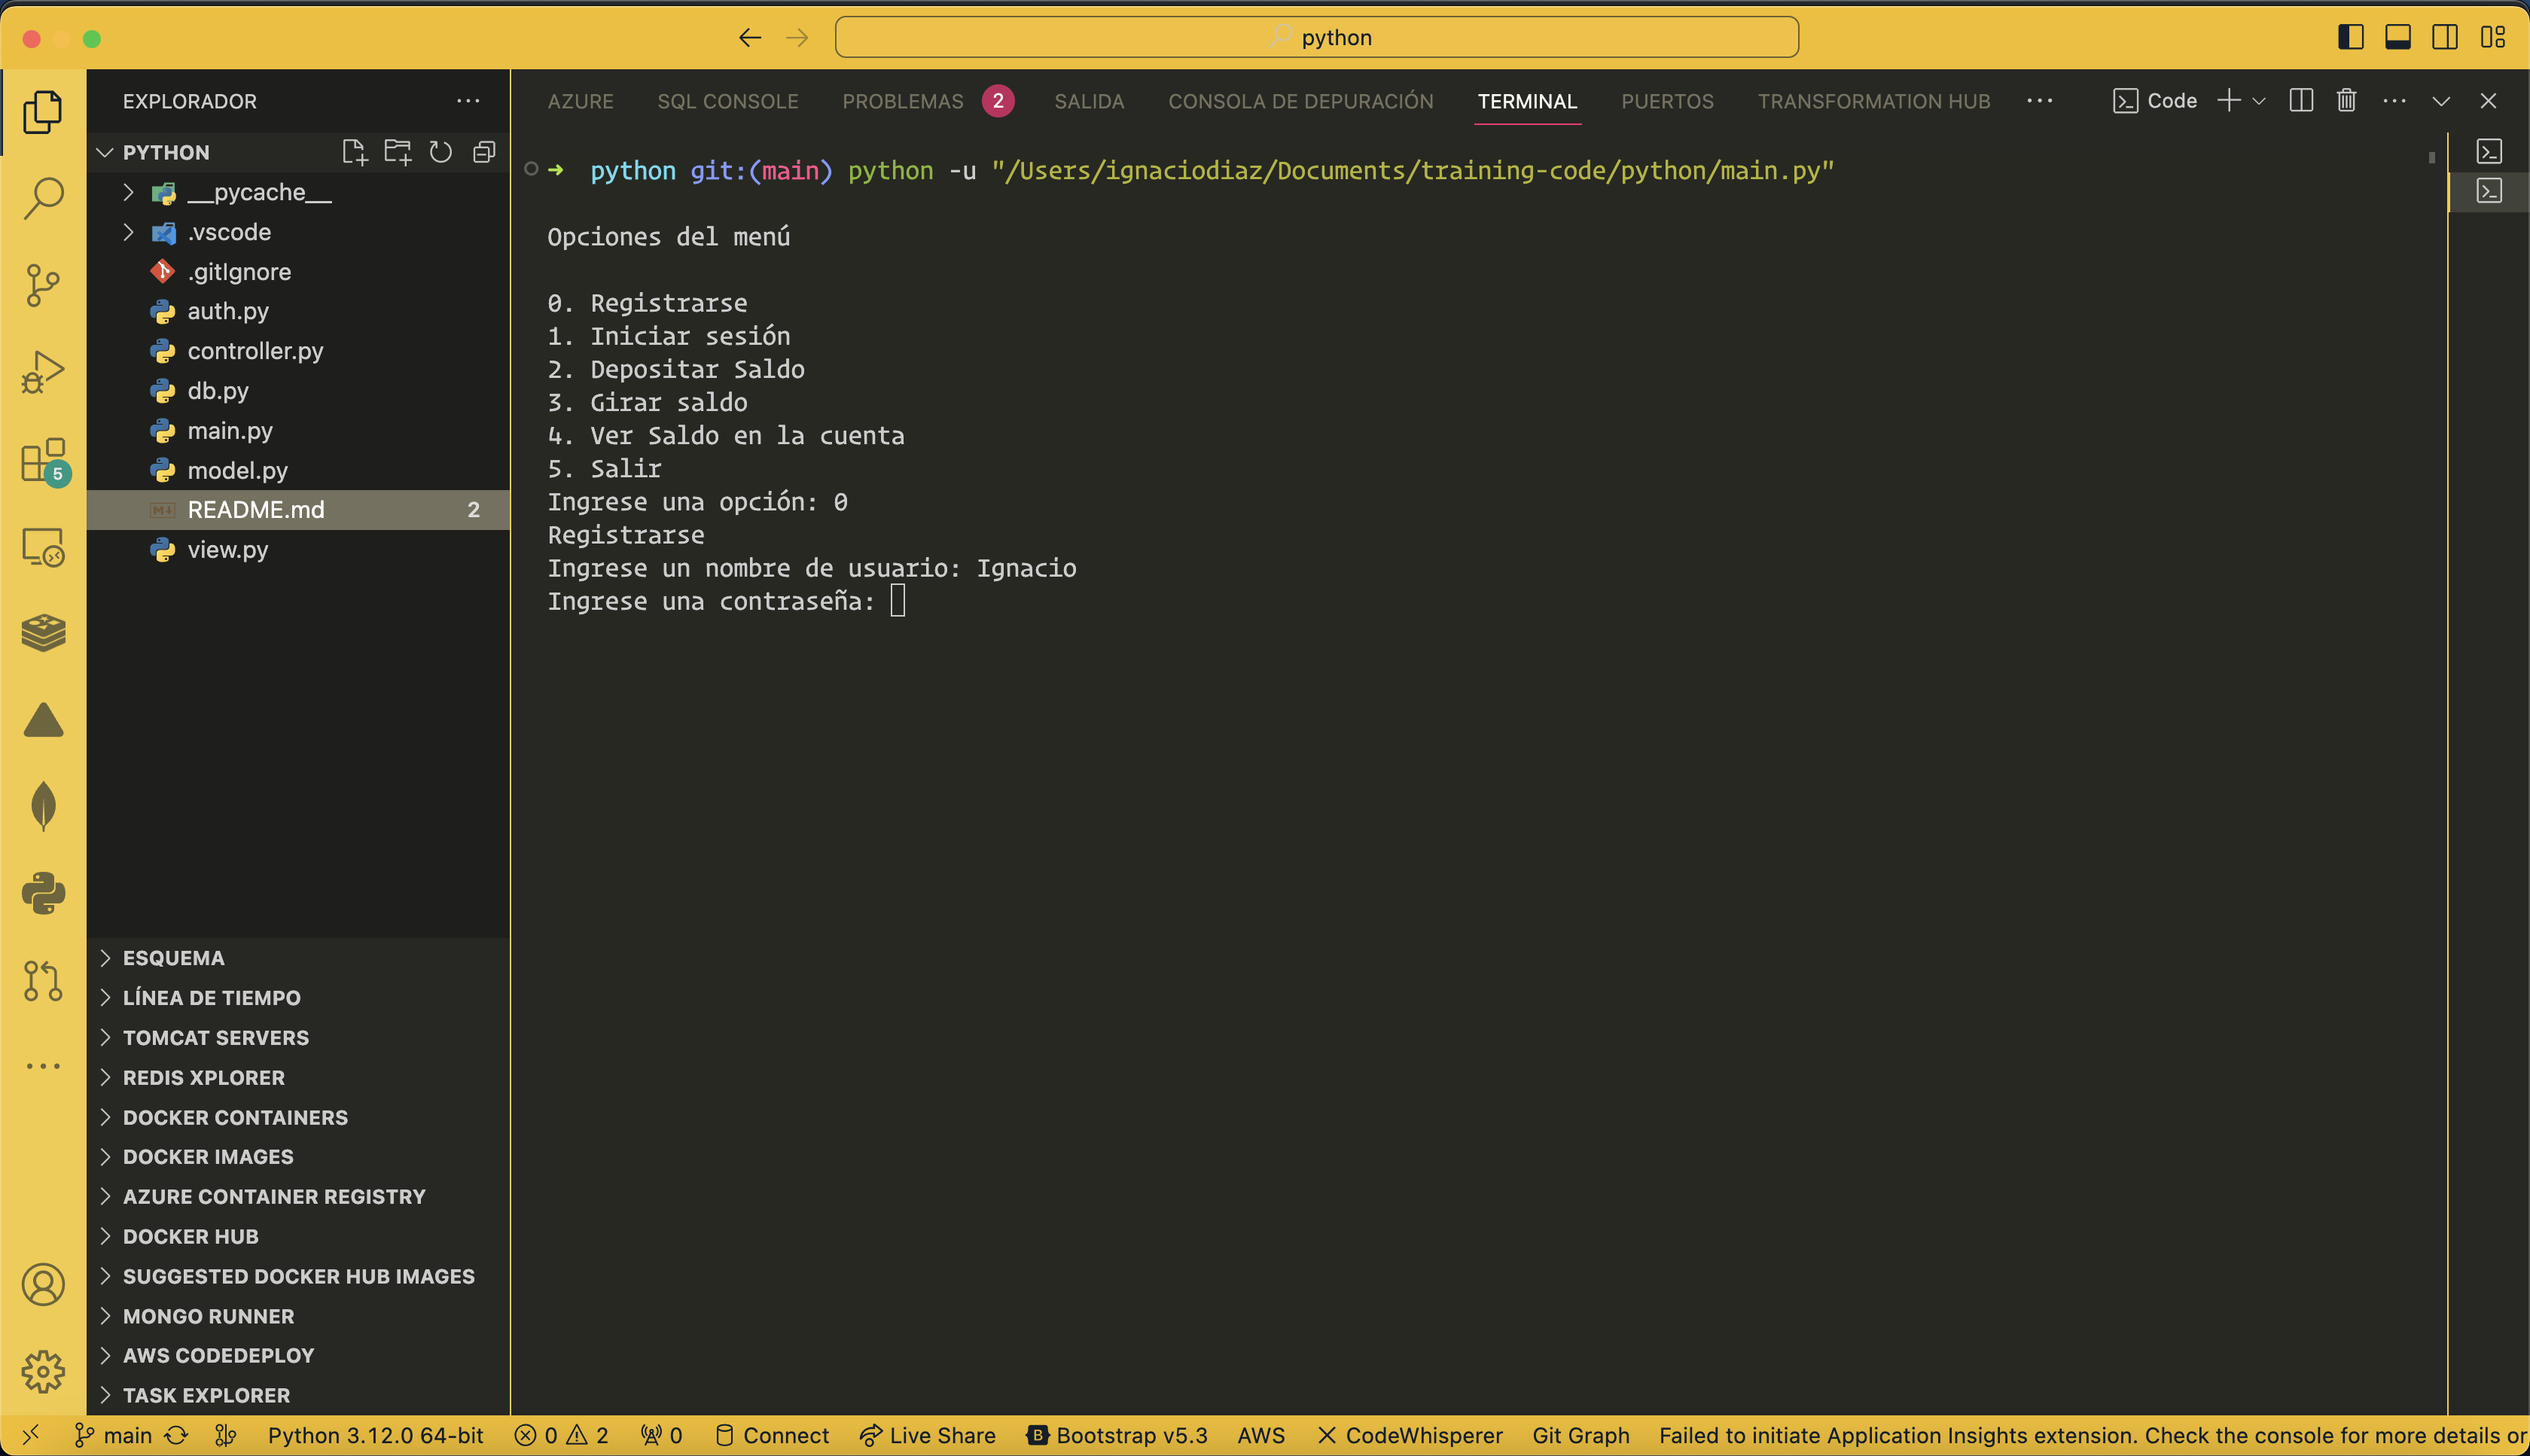 python
EXPLORADOR
PYTHON
__pycache__
.vscode
.gitIgnore
auth.py
controller.py
db.py
main.py
model.py
README.md 2
view.py
ESQUEMA
LÍNEA DE TIEMPO
TOMCAT SERVERS
REDIS XPLORER
DOCKER CONTAINERS
DOCKER IMAGES
AZURE CONTAINER REGISTRY
DOCKER HUB
SUGGESTED DOCKER HUB IMAGES
MONGO RUNNER
AWS CODEDEPLOY
TASK EXPLORER
5
AZURE SQL CONSOLE PROBLEMAS 2 SALIDA CONSOLA DE DEPURACIÓN TERMINAL PUERTOS TRANSFORMATION HUB Code
python git:(main) python -u "/Users/ignaciodiaz/Documents/training-code/python/main.py"
Opciones del menú
0. Registrarse
1. Iniciar sesión
2. Depositar Saldo
3. Girar saldo
4. Ver Saldo en la cuenta
5. Salir
Ingrese una opción: 0
Registrarse
Ingrese un nombre de usuario: Ignacio
Ingrese una contraseña:
main Python 3.12.0 64-bit 0 2 0 Connect Live Share B Bootstrap v5.3 AWS CodeWhisperer Git Graph Failed to initiate Application Insights extension. Check the console for more details or